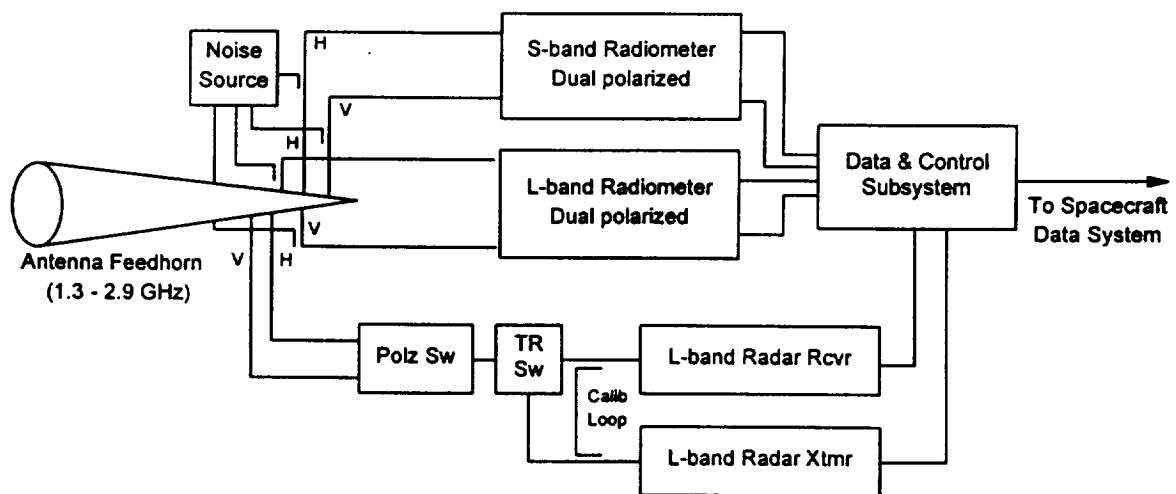 Noise
Source
H
V
S-band Radiometer
Dual polarized
H
V
L-band Radiometer
Dual polarized
Data & Control
Subsystem
To Spacecraft
Data System
Antenna Feedhorn
(1.3 - 2.9 GHz)
V
H
Polz Sw
TR
Sw
Calib
Loop
L-band Radar Rcvr
L-band Radar Xtmr